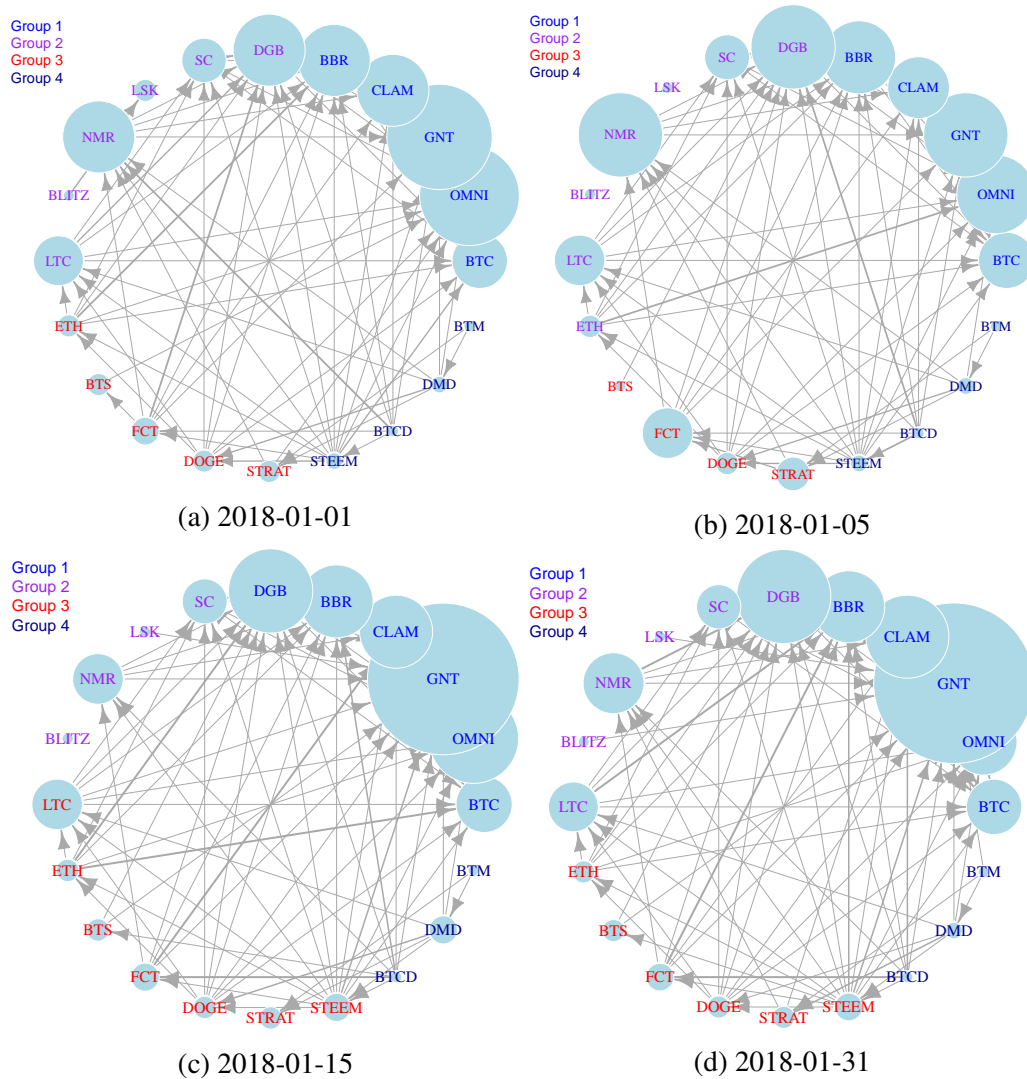 Group 1
Group 2
Group 3
Group 4
DGB
BBR
SC
CLAM
LSK
GNT
NMR
OMNI
BLITZ
LTC
BTC
ETH
BTM
BTS
DMD
FCT
BTCD
DOGE
STRAT
STEEM
(a) 2018-01-01
Group 1
Group 2
Group 3
Group 4
DGB
BBR
SC
CLAM
LSK
GNT
NMR
OMNI
BLITZ
LTC
BTC
ETH
BTM
BTS
DMD
FCT
BTCD
DOGE
STRAT
STEEM
(b) 2018-01-05
Group 1
Group 2
Group 3
Group 4
DGB
BBR
SC
CLAM
LSK
GNT
NMR
OMNI
BLITZ
LTC
BTC
ETH
BTM
BTS
DMD
FCT
BTCD
DOGE
STRAT
STEEM
(c) 2018-01-15
Group 1
Group 2
Group 3
Group 4
DGB
BBR
SC
CLAM
LSK
GNT
NMR
OMNI
BLITZ
LTC
BTC
ETH
BTM
BTS
DMD
FCT
BTCD
DOGE
STRAT
STEEM
(d) 2018-01-31